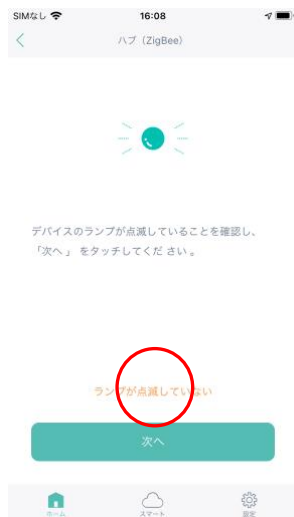 SIMなし 16:08
ハブ（ZigBee）
デバイスのランプが点滅していることを確認し、
「次へ 」 をタッチしてくだ さい 。
ランプが点滅していない
次へ
ホーム スマート 設定